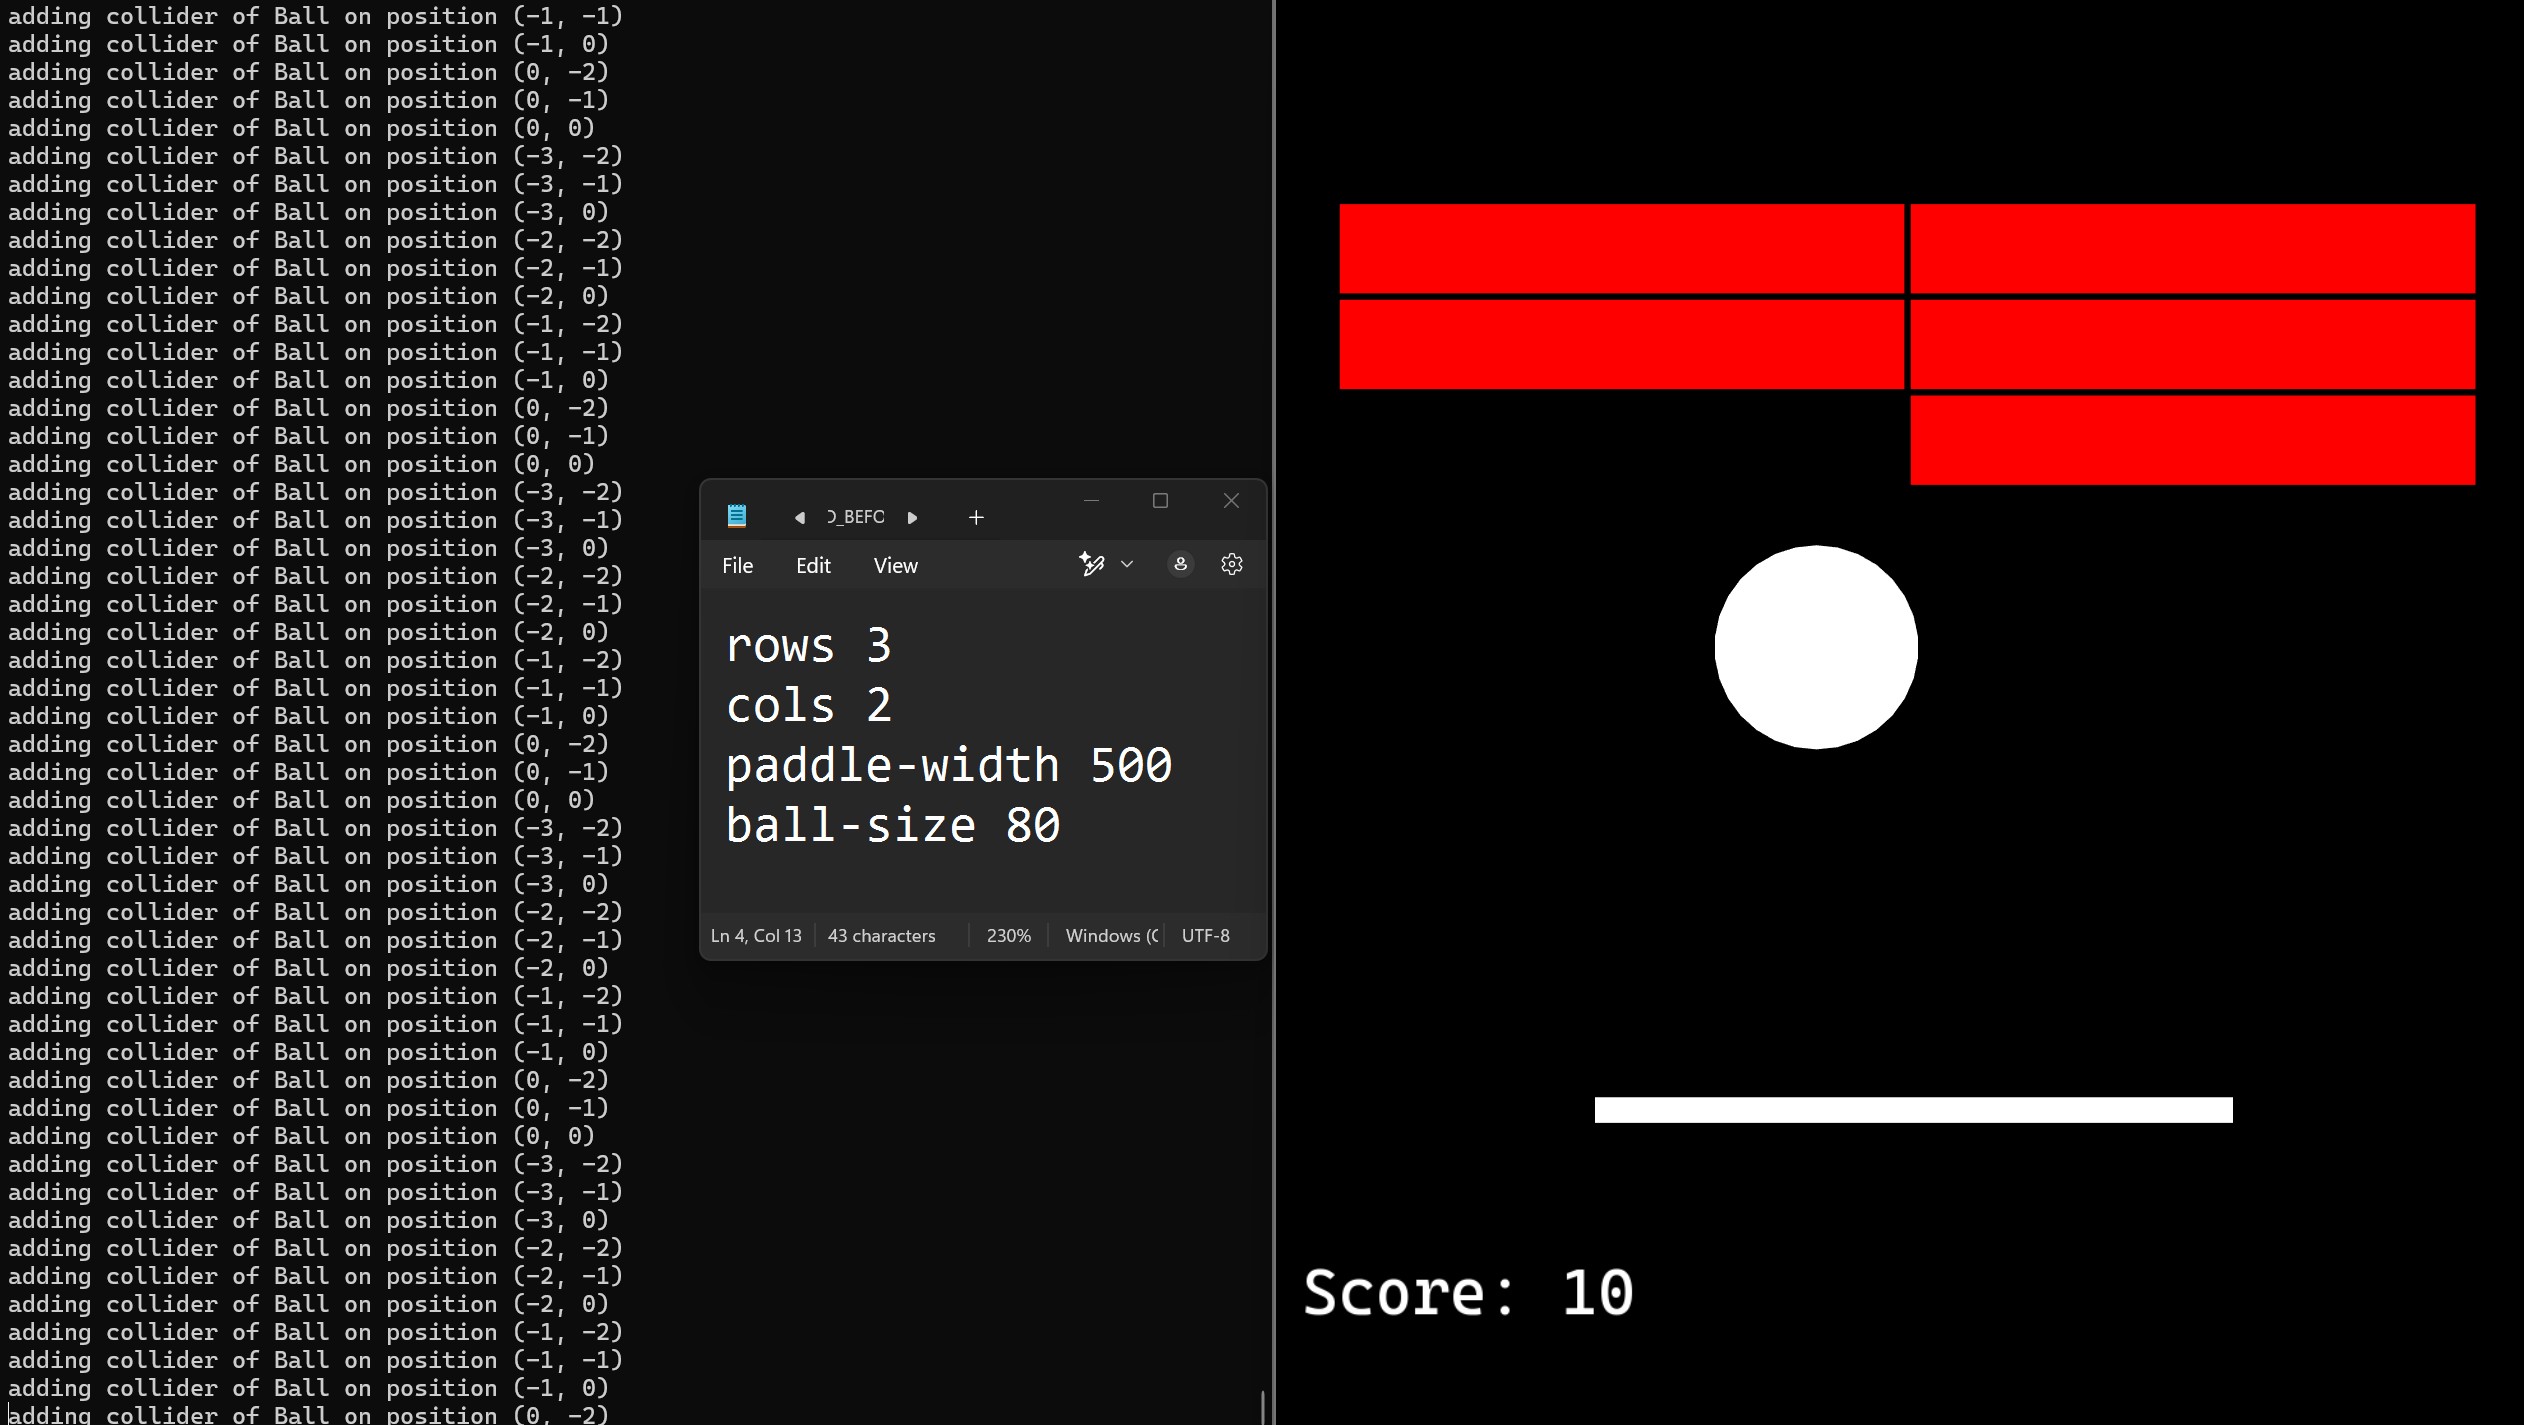 adding collider of Ball on position (-1, -1)
adding collider of Ball on position (-1, 0)
adding collider of Ball on position (0, -2)
adding collider of Ball on position (0, -1)
adding collider of Ball on position (0, 0)
adding collider of Ball on position (-3, -2)
adding collider of Ball on position (-3, -1)
adding collider of Ball on position (-3, 0)
adding collider of Ball on position (-2, -2)
adding collider of Ball on position (-2, -1)
adding collider of Ball on position (-2, 0)
adding collider of Ball on position (-1, -2)
adding collider of Ball on position (-1, -1)
adding collider of Ball on position (-1, 0)
adding collider of Ball on position (0, -2)
adding collider of Ball on position (0, -1)
adding collider of Ball on position (0, 0)
adding collider of Ball on position (-3, -2)
adding collider of Ball on position (-3, -1)
adding collider of Ball on position (-3, 0)
adding collider of Ball on position (-2, -2)
adding collider of Ball on position (-2, -1)
adding collider of Ball on position (-2, 0)
adding collider of Ball on position (-1, -2)
adding collider of Ball on position (-1, -1)
adding collider of Ball on position (-1, 0)
adding collider of Ball on position (0, -2)
adding collider of Ball on position (0, -1)
adding collider of Ball on position (0, 0)
adding collider of Ball on position (-3, -2)
adding collider of Ball on position (-3, -1)
adding collider of Ball on position (-3, 0)
adding collider of Ball on position (-2, -2)
adding collider of Ball on position (-2, -1)
adding collider of Ball on position (-2, 0)
adding collider of Ball on position (-1, -2)
adding collider of Ball on position (-1, -1)
adding collider of Ball on position (-1, 0)
adding collider of Ball on position (0, -2)
adding collider of Ball on position (0, -1)
adding collider of Ball on position (0, 0)
adding collider of Ball on position (-3, -2)
adding collider of Ball on position (-3, -1)
adding collider of Ball on position (-3, 0)
adding collider of Ball on position (-2, -2)
adding collider of Ball on position (-2, -1)
adding collider of Ball on position (-2, 0)
adding collider of Ball on position (-1, -2)
adding collider of Ball on position (-1, -1)
adding collider of Ball on position (-1, 0)
adding collider of Ball on position (0, -2)
_BEFO
File Edit View
rows 3
cols 2
paddle-width 500
ball-size 80
Ln 4, Col 13 43 characters 230% Windows (C UTF-8
Score: 10